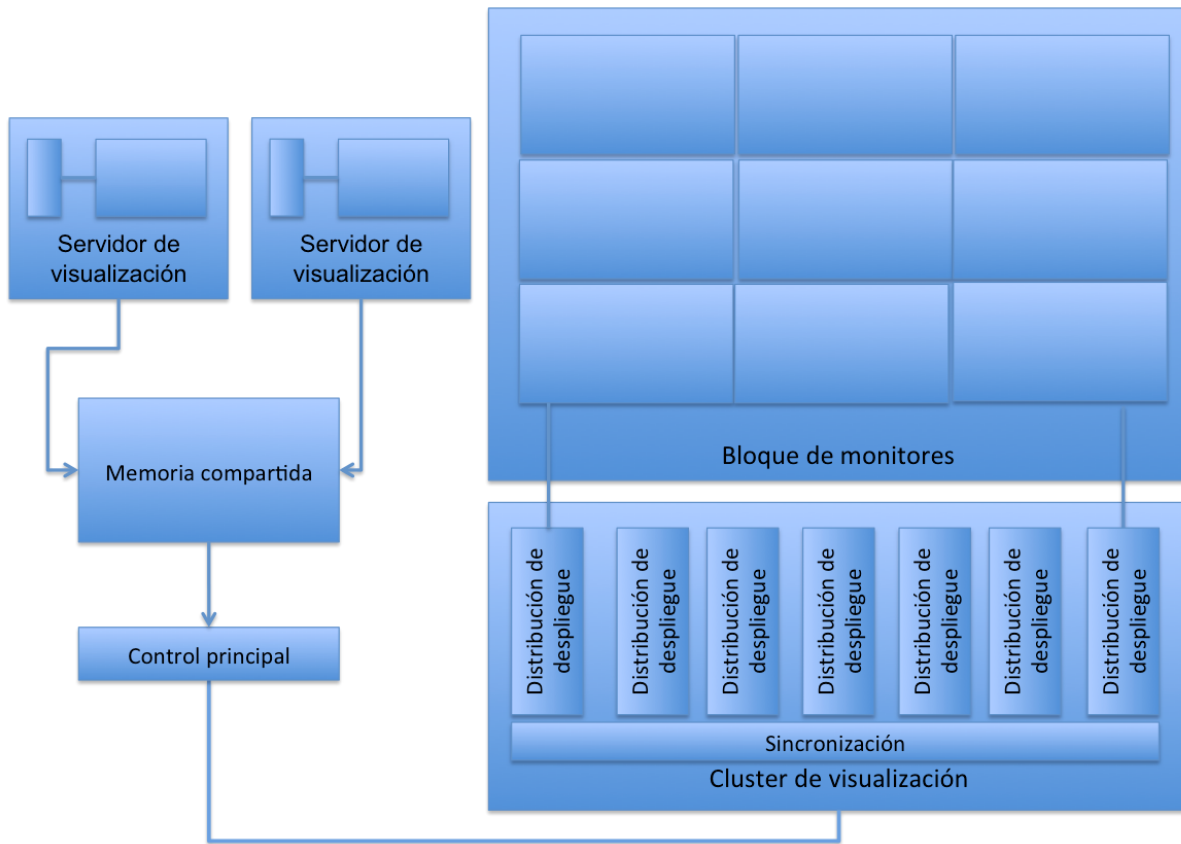 Servidor de
visualización
Servidor de
visualización
Memoria compartida
Control principal
Bloque de monitores
Distribución de
despliegue
Distribución de
despliegue
Distribución de
despliegue
Distribución de
despliegue
Distribución de
despliegue
Distribución de
despliegue
Distribución de
despliegue
Sincronización
Cluster de visualización